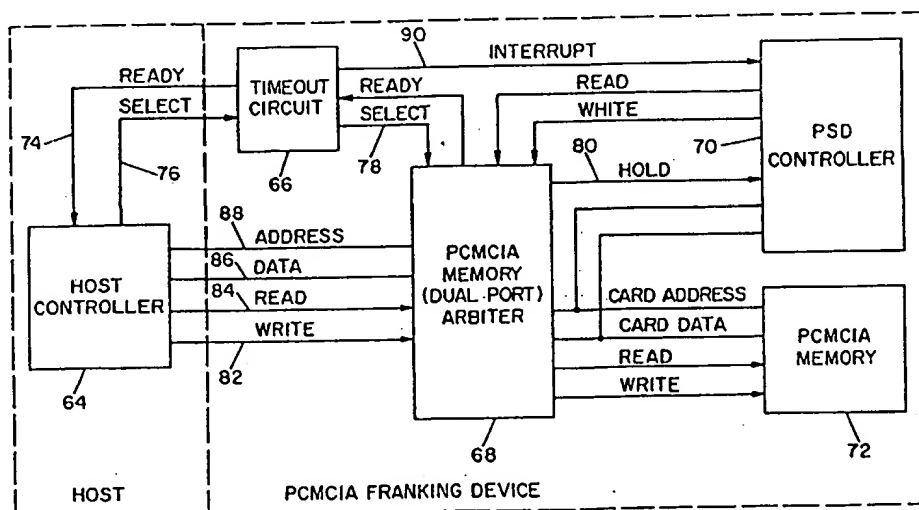 90
INTERRUPT
READY
TIMEOUT
CIRCUIT
READY
READ
SELECT
SELECT
WHITE
74
76
66
78
80
70
PSD
CONTROLLER
HOLD
88
ADDRESS
86
DATA
HOST
CONTROLLER
84
READ
PCMCIA
MEMORY
(DUAL PORT)
ARBITER
CARD ADDRESS
CARD DATA
WRITE
82
READ
WRITE
PCMCIA
MEMORY
64
68
72
HOST
PCMCIA FRANKING DEVICE